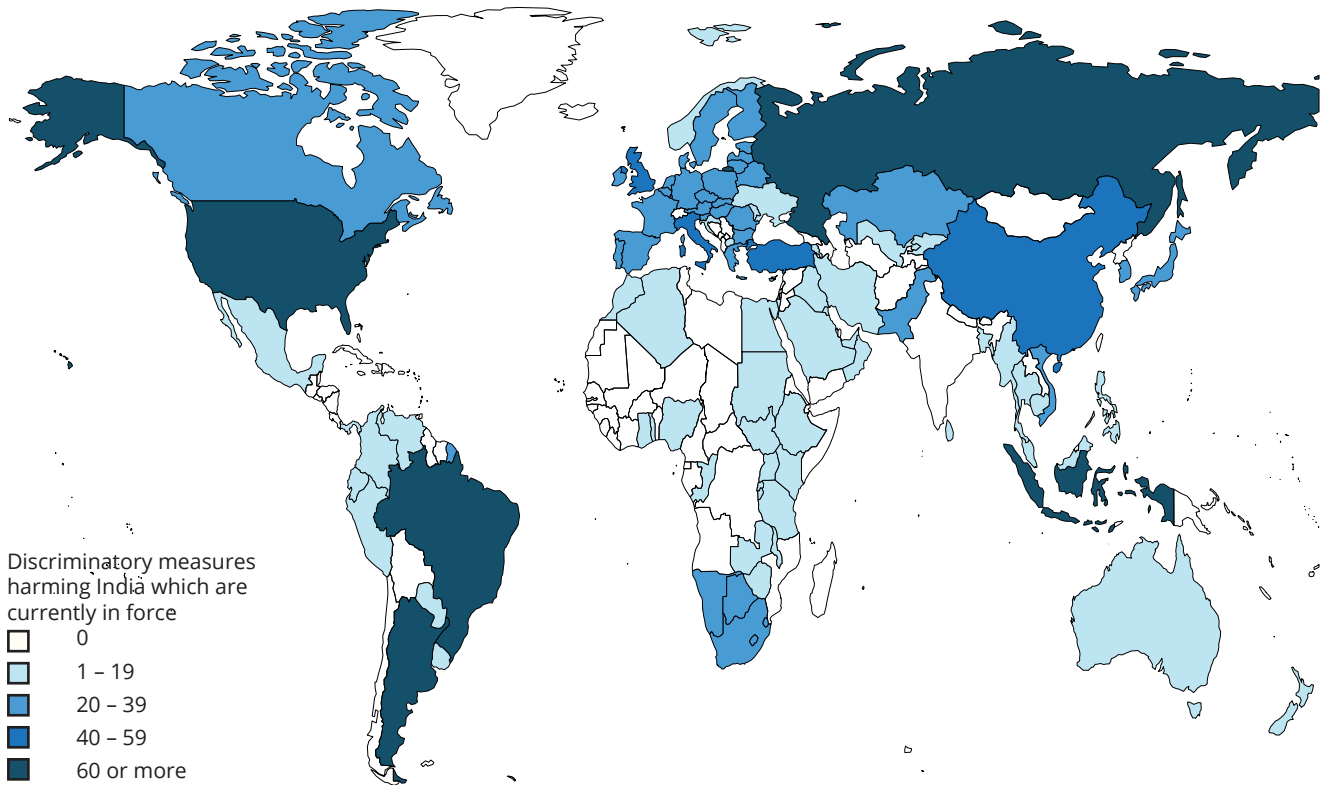 Discriminatory measures
harming India which are
currently in force
0
1 – 19
20 – 39
40 – 59
60 or more